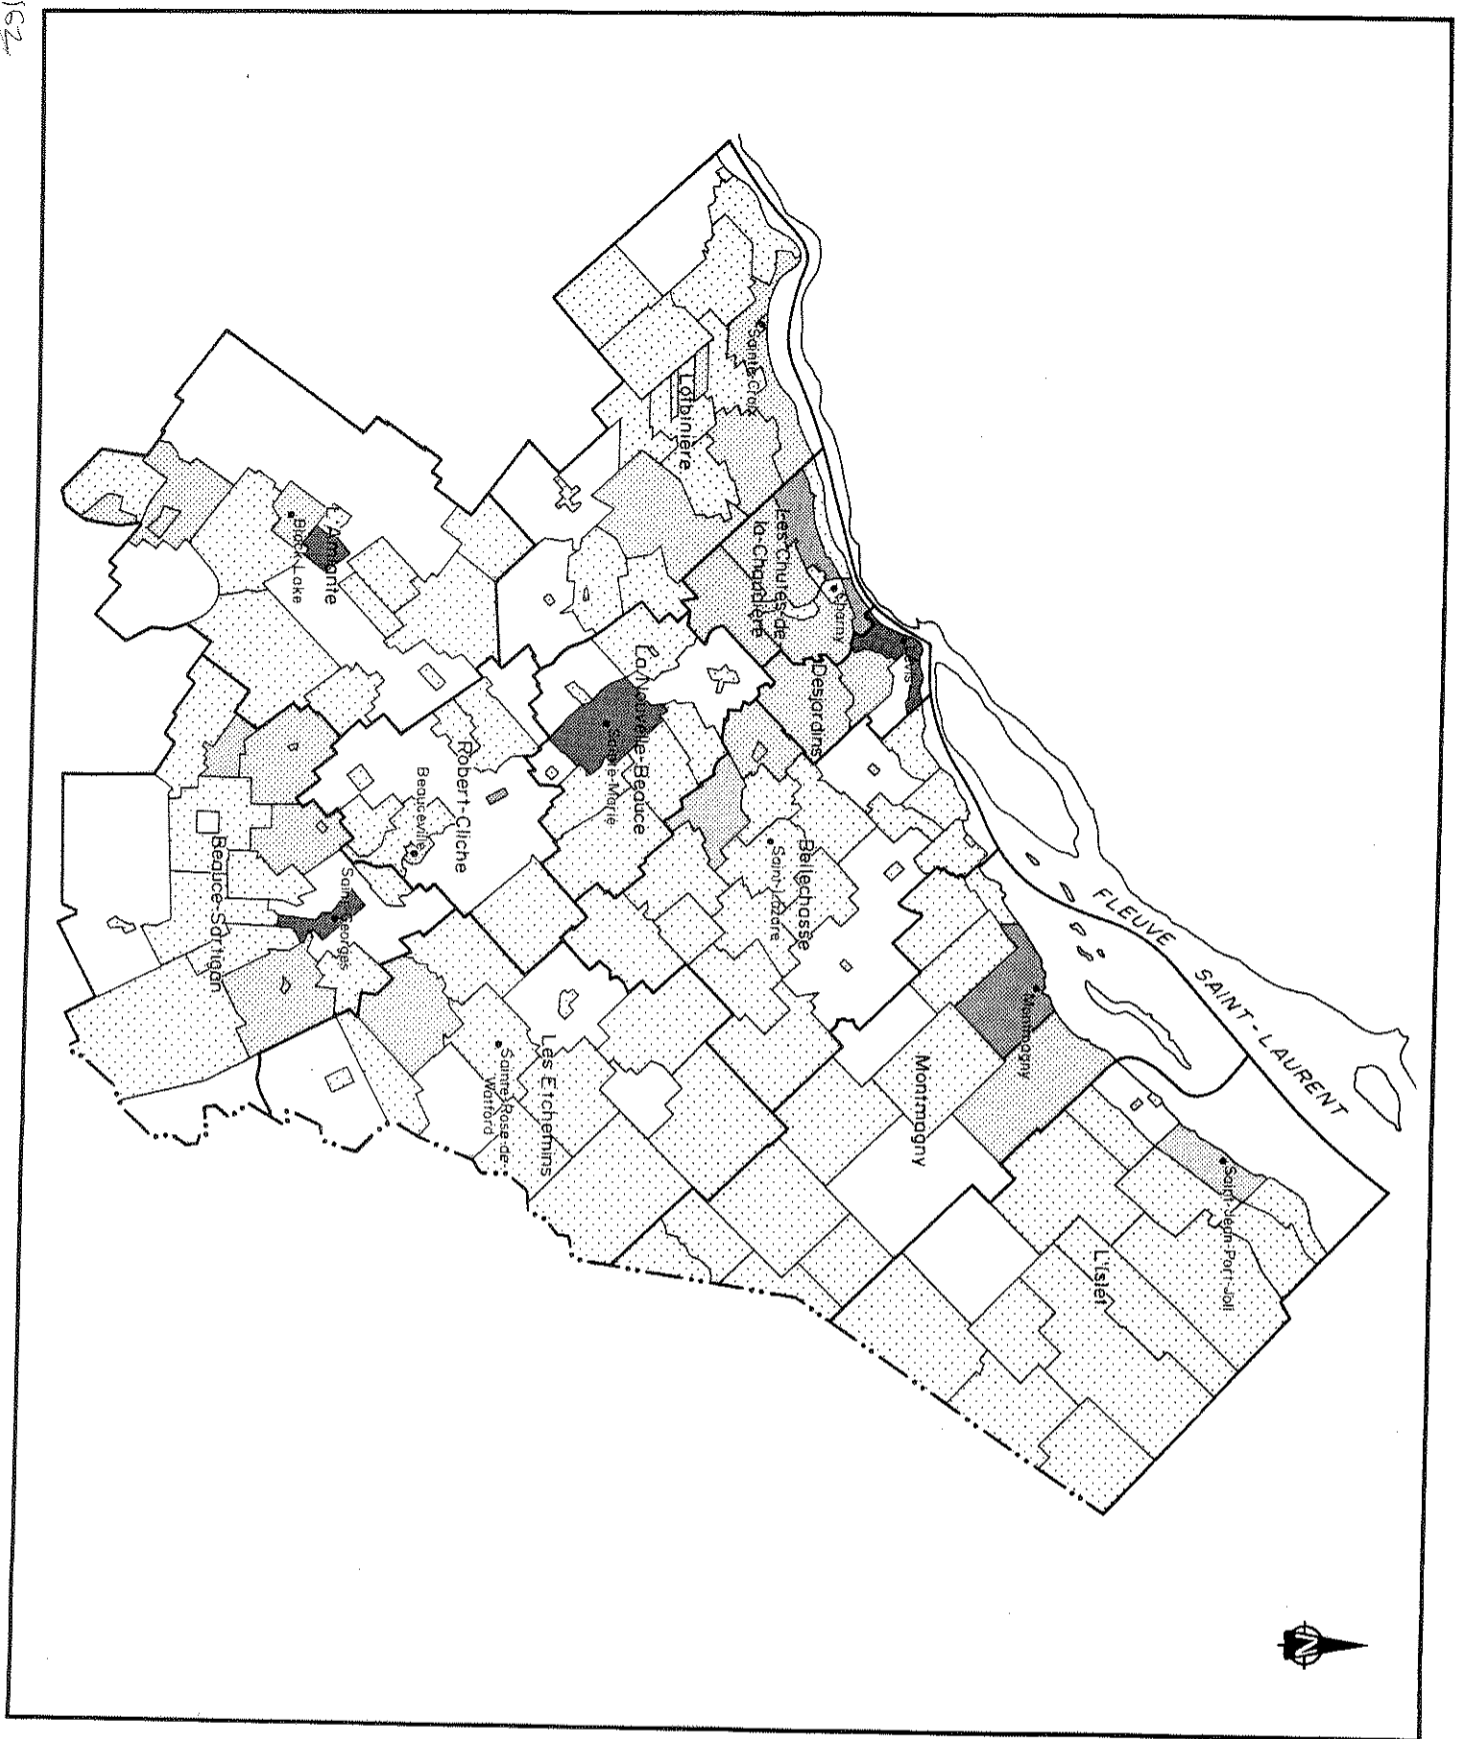 162
FLEUVE SAINT-LAURENT
N
Sainte-Croix
Lotbinière
Les Chutes-de-
la-Chaudière
Charny
Lévis
Desjardins
L'Amiante
Black Lake
La Nouvelle-Beauce
Sainte-Marie
Robert-Cliche
Beauceville
Beauce-Sartigan
Saint-Georges
Bellechasse
Saint-Lazare
Les Etchemins
Sainte-Rose-de-
Watford
Montmagny
Montmagny
L'Islet
Saint-Jean-Port-Joli